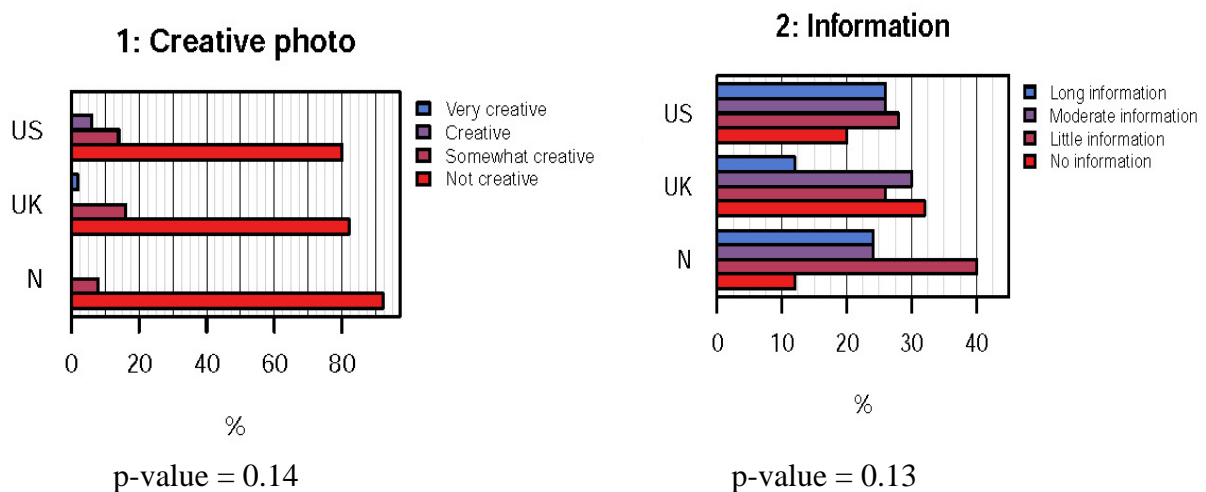 1: Creative photo
US
UK
N
0 20 40 60 80
%
Very creative
Creative
Somewhat creative
Not creative
p-value = 0.14
2: Information
US
UK
N
0 10 20 30 40
%
Long information
Moderate information
Little information
No information
p-value = 0.13